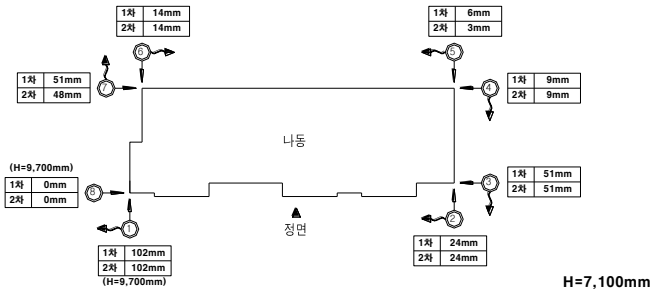 1차 14mm
2차 14mm
1차 6mm
2차 3mm
6
5
1차 51mm
2차 48mm
7
4
1차 9mm
2차 9mm
나동
(H=9,700mm)
1차 0mm
2차 0mm
8
3
1차 51mm
2차 51mm
1
정면
2
1차 102mm
2차 102mm
(H=9,700mm)
1차 24mm
2차 24mm
H=7,100mm